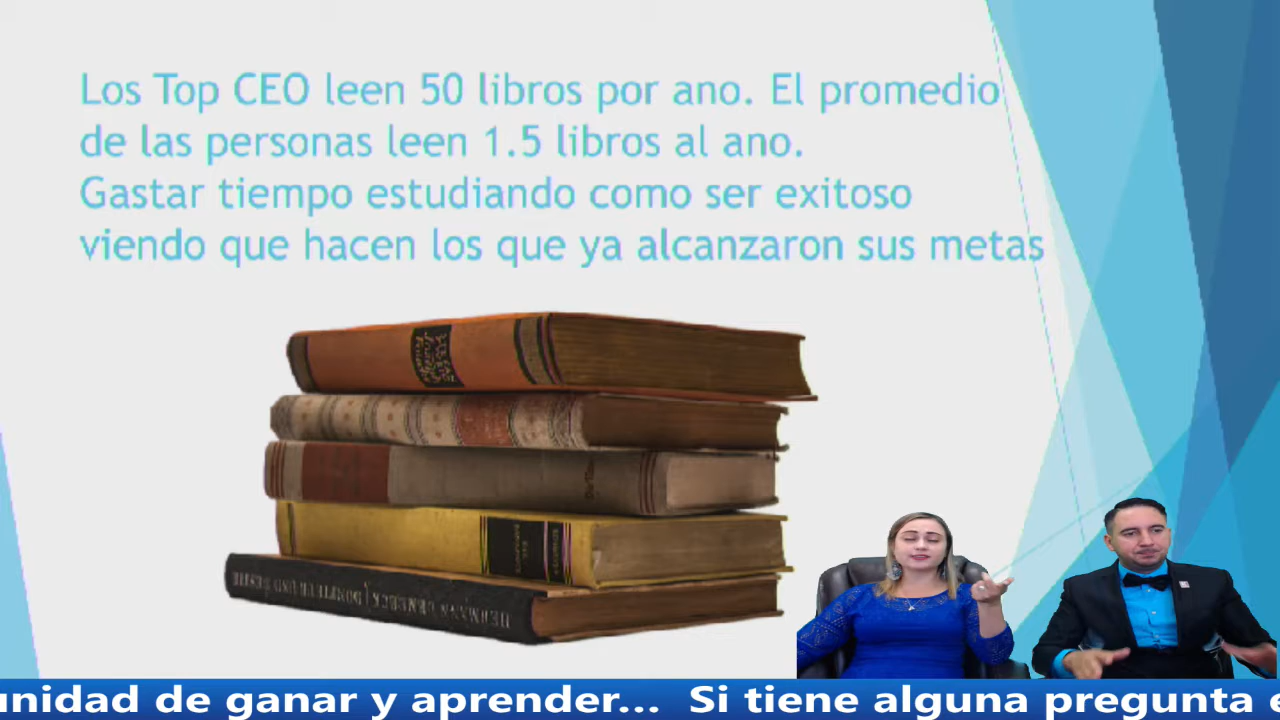 Los Top CEO leen 50 libros por ano. El promedio
de las personas leen 1.5 libros al ano.
Gastar tiempo estudiando como ser exitoso
viendo que hacen los que ya alcanzaron sus metas
HERMANN
UND
unidad de ganar y aprender... Si tiene alguna pregunta